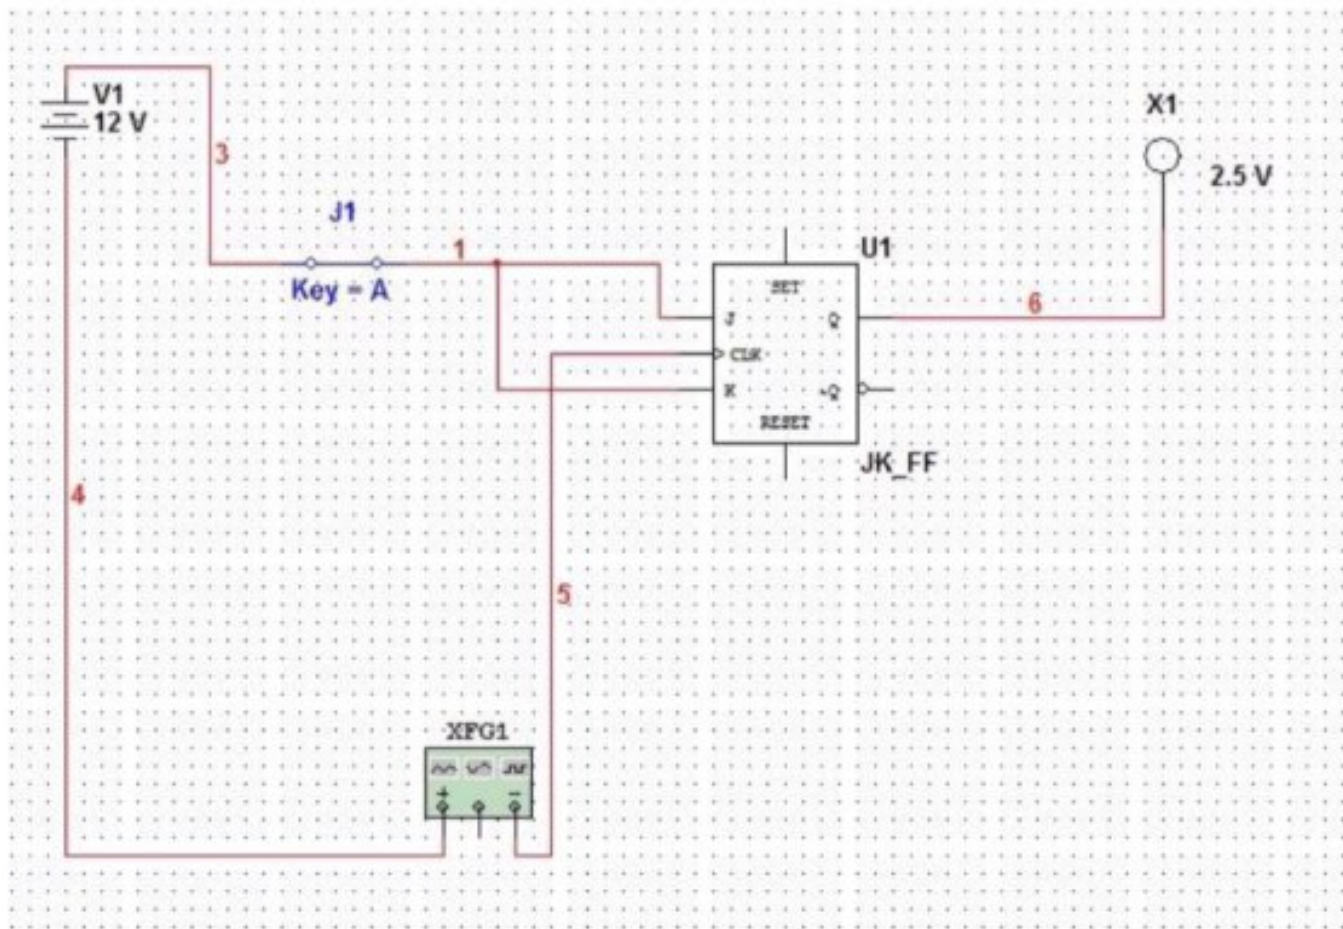 V1
12 V
3
J1
1
Key = A
X1
2.5 V
U1
SET
J
Q
6
CLK
K
~Q
RESET
JK_FF
4
5
XFG1
+
−